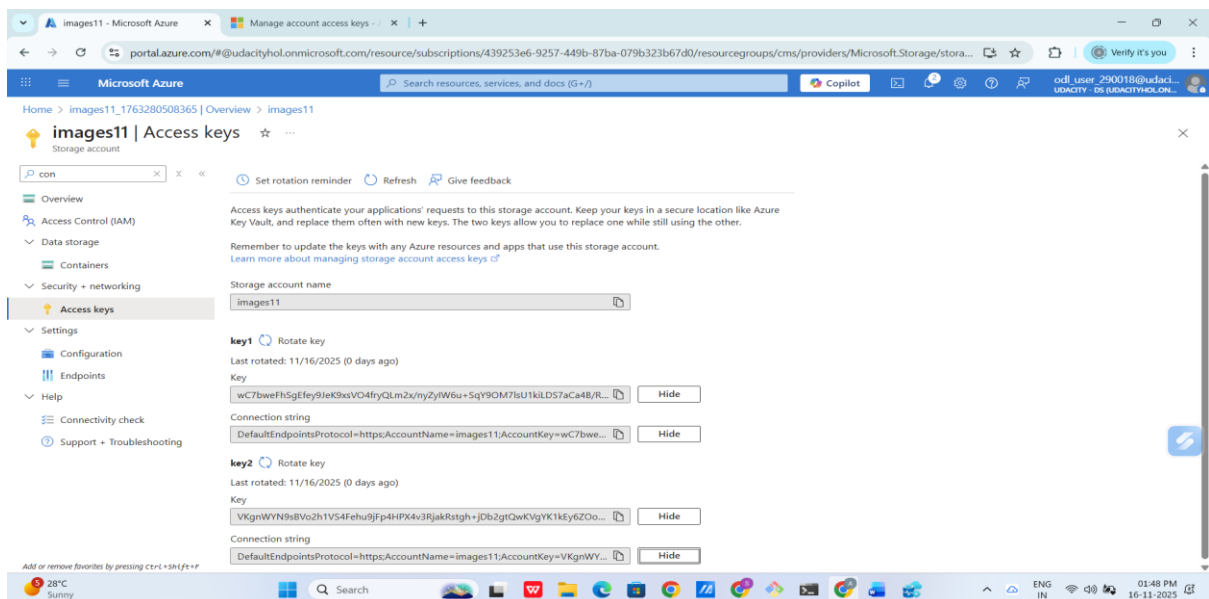 images11 - Microsoft Azure
Manage account access keys -
portal.azure.com/#@udacityhol.onmicrosoft.com/resource/subscriptions/439253e6-9257-449b-87ba-079b323b67d0/resourcegroups/cms/providers/Microsoft.Storage/stora...
Verify it's you
Microsoft Azure
Search resources, services, and docs (G+/)
Copilot
2
odl_user_290018@udaci...
UDACITY - DS (UDACITYHOL.ON...
Home > images11_1763280508365 | Overview > images11
images11 | Access keys
Storage account
con
Overview
Access Control (IAM)
Data storage
Containers
Security + networking
Access keys
Settings
Configuration
Endpoints
Help
Connectivity check
Support + Troubleshooting
Set rotation reminder Refresh Give feedback
Access keys authenticate your applications' requests to this storage account. Keep your keys in a secure location like Azure
Key Vault, and replace them often with new keys. The two keys allow you to replace one while still using the other.
Remember to update the keys with any Azure resources and apps that use this storage account.
Learn more about managing storage account access keys
Storage account name
images11
key1 Rotate key
Last rotated: 11/16/2025 (0 days ago)
Key
Hide
Connection string
DefaultEndpointsProtocol=https;AccountName=images11;AccountKey=wC7bwe... Hide
key2 Rotate key
Last rotated: 11/16/2025 (0 days ago)
Key
Hide
Connection string
DefaultEndpointsProtocol=https;AccountName=images11;AccountKey=VKgnWY... Hide
Add or remove favorites by pressing Ctrl+Shift+F
5
28°C
Sunny
Search
ENG
IN
01:48 PM
16-11-2025